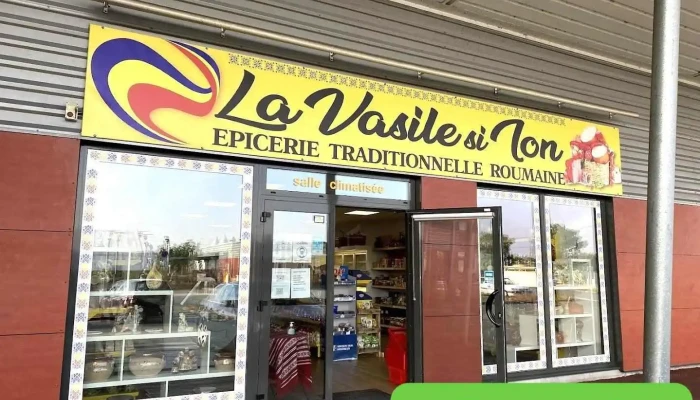 La Vasile si Ion
EPICERIE TRADITIONNELLE ROUMAINE
salle climatisée